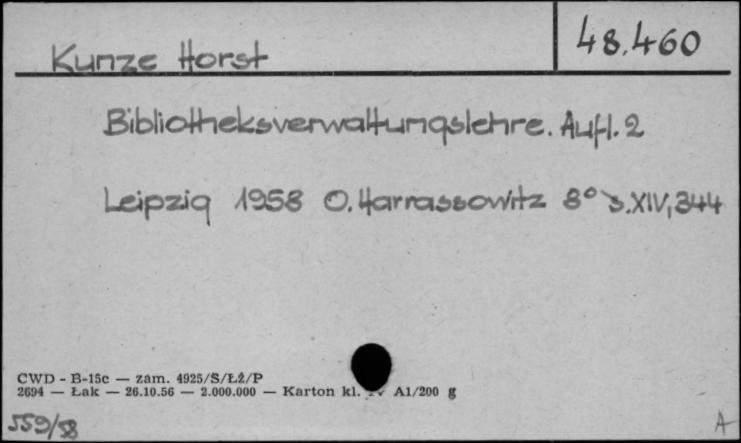 Kunze Horst 48.460
Bibliotheksverwaltungslehre. Aufl. 2
Leipzig 1958 O. Harrassowitz 8° s. XIV, 344
CWD - B-15c — zam. 4925/S/ŁŻ/P
2694 — Łak — 26.10.56 — 2.000.000 — Karton kl. A1/200 g
559/58 A